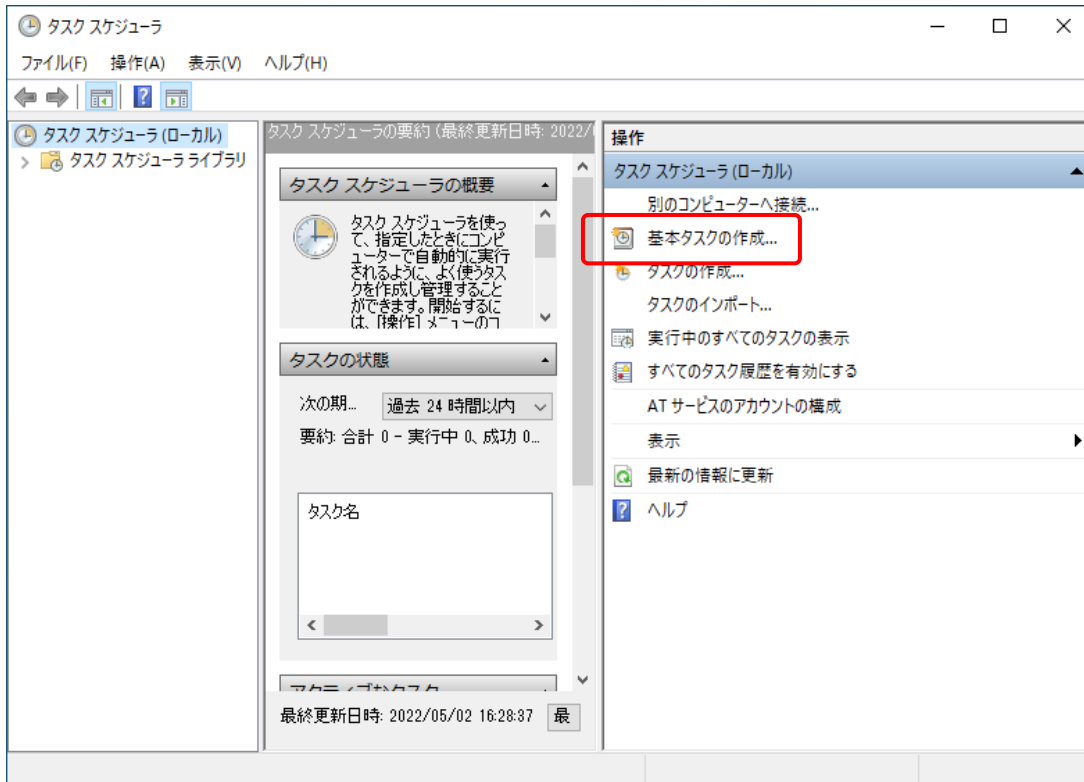 タスク スケジューラ
ファイル(F) 操作(A) 表示(V) ヘルプ(H)
タスク スケジューラ (ローカル)
タスク スケジューラ ライブラリ
タスク スケジューラの要約 (最終更新日時: 2022/
タスク スケジューラの概要
タスク スケジューラを使っ
て、指定したときにコンピ
ューターで自動的に実行
されるように、よく使うタス
クを作成し管理すること
ができます。開始するに
は、[操作] メニューのコ
タスクの状態
次の期... 過去 24 時間以内
要約: 合計 0 - 実行中 0、成功 0...
タスク名
アクティブなタスク
最終更新日時: 2022/05/02 16:28:37 最
操作
タスク スケジューラ (ローカル)
別のコンピューターへ接続...
基本タスクの作成...
タスクの作成...
タスクのインポート...
実行中のすべてのタスクの表示
すべてのタスク履歴を有効にする
AT サービスのアカウントの構成
表示
最新の情報に更新
ヘルプ